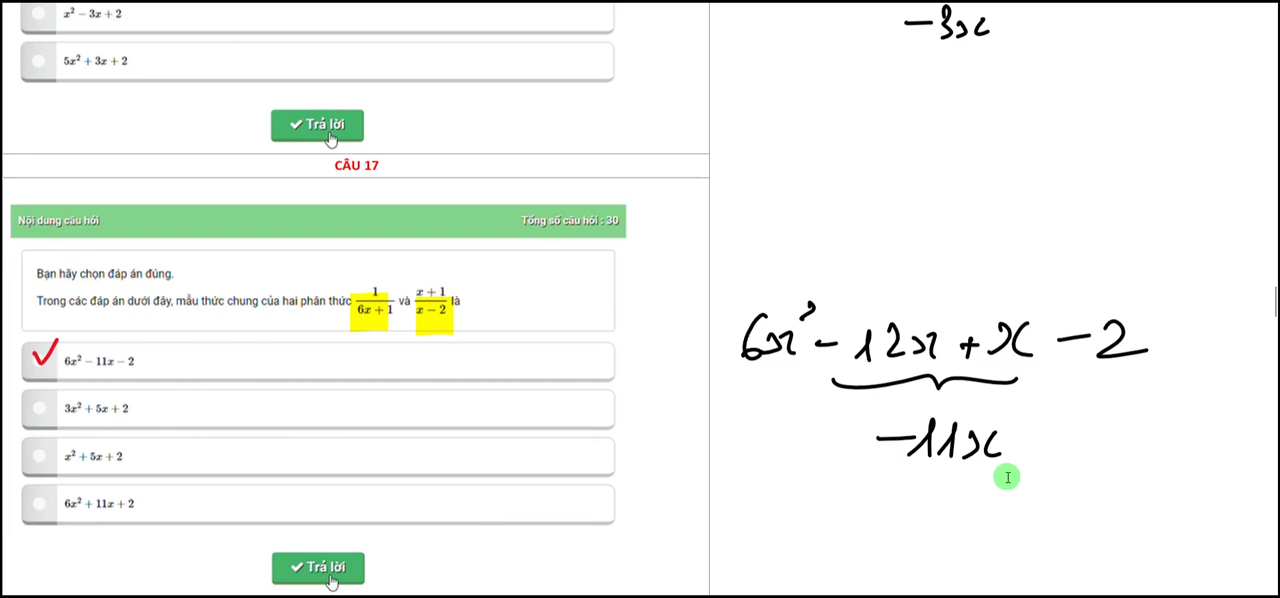 x² − 3x + 2
5x² + 3x + 2
Trả lời
CÂU 17
Nội dung câu hỏi
Tổng số câu hỏi : 30
Bạn hãy chọn đáp án đúng.
Trong các đáp án dưới đây, mẫu thức chung của hai phân thức 1/(6x + 1) và (x + 1)/(x − 2) là
6x² − 11x − 2
3x² + 5x + 2
x² + 5x + 2
6x² + 11x + 2
Trả lời
−3x
6x² − 12x + x − 2
−11x